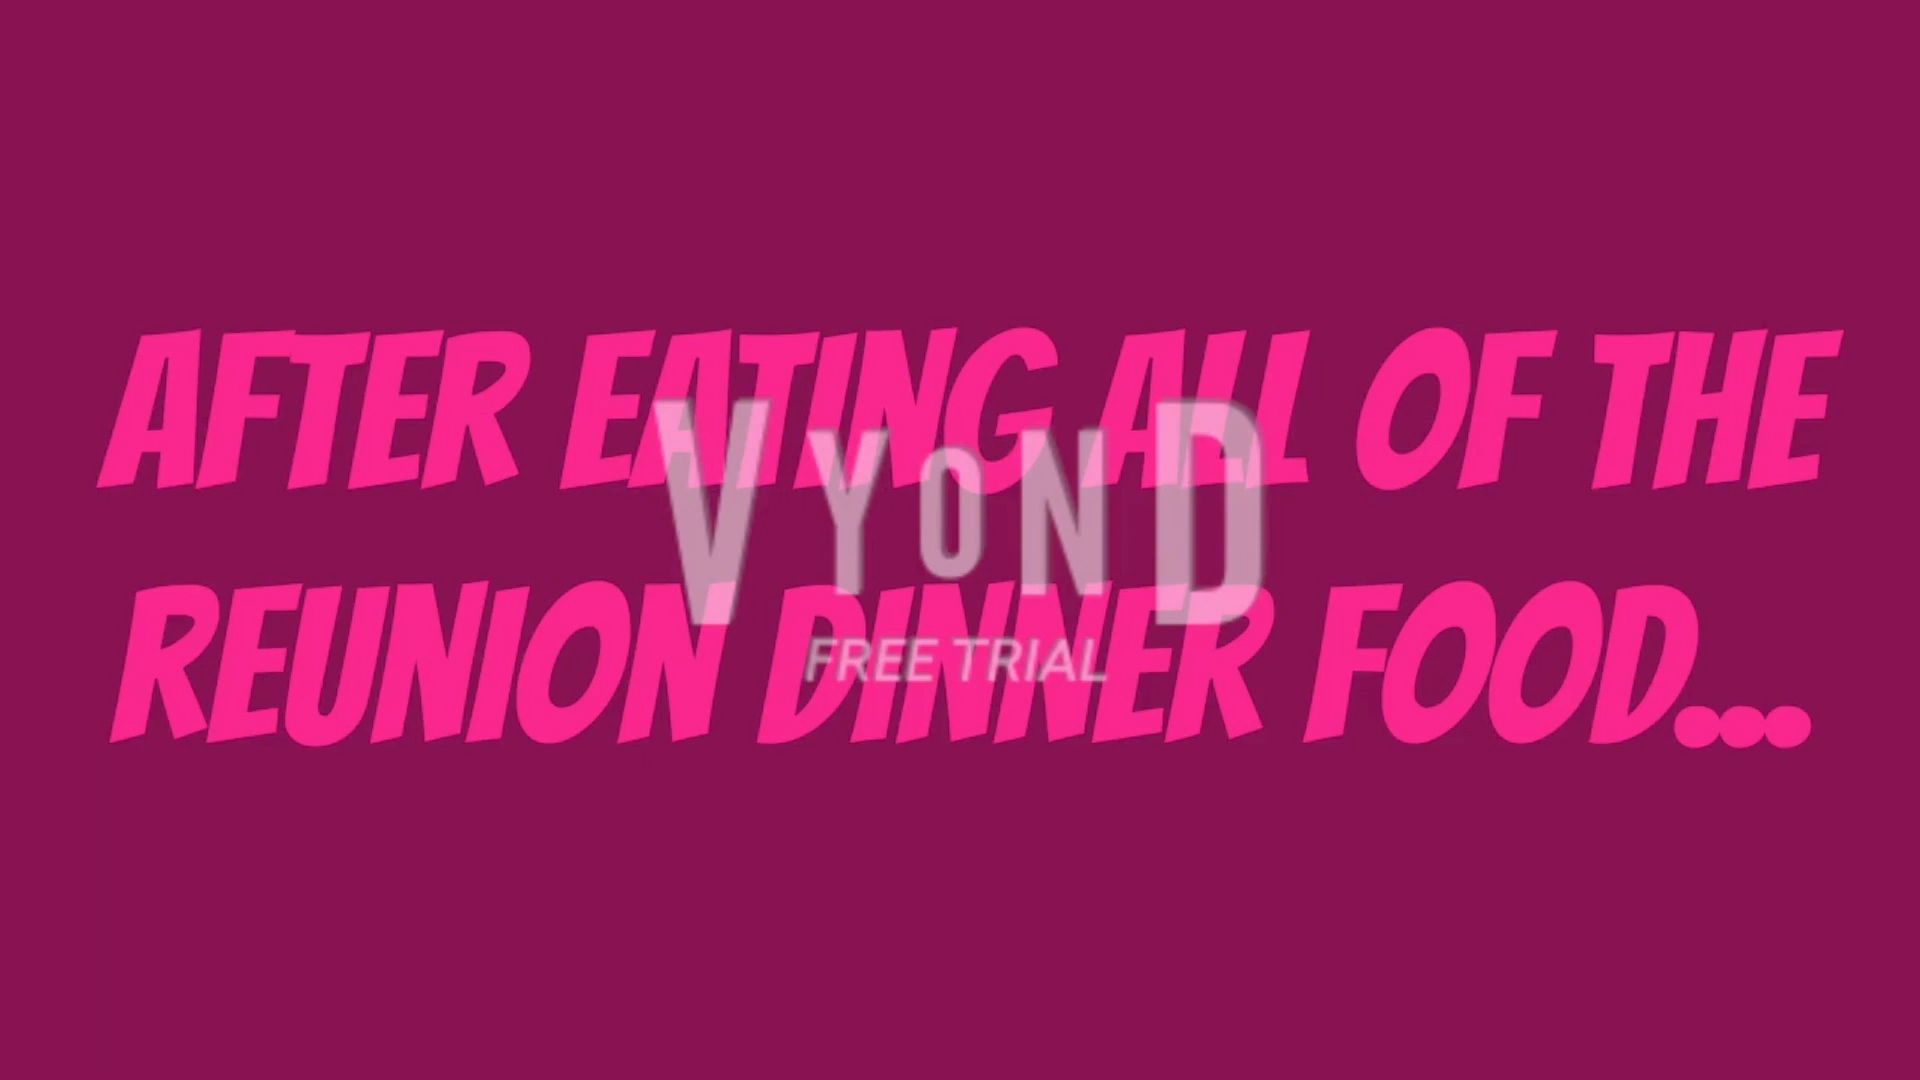 AFTER EATING ALL OF THE
VYOND
REUNION DINNER FOOD...
FREE TRIAL